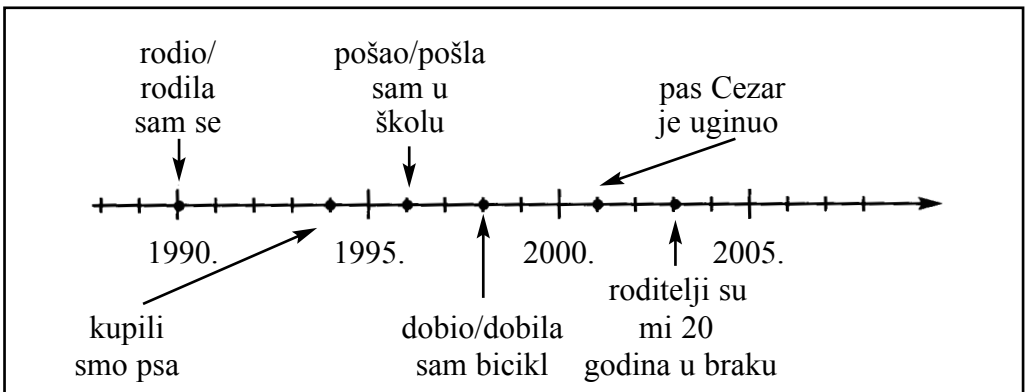 rodio/
rodila
sam se
pošao/pošla
sam u
školu
pas Cezar
je uginuo
1990.
1995.
2000.
2005.
kupili
smo psa
dobio/dobila
sam bicikl
roditelji su
mi 20
godina u braku